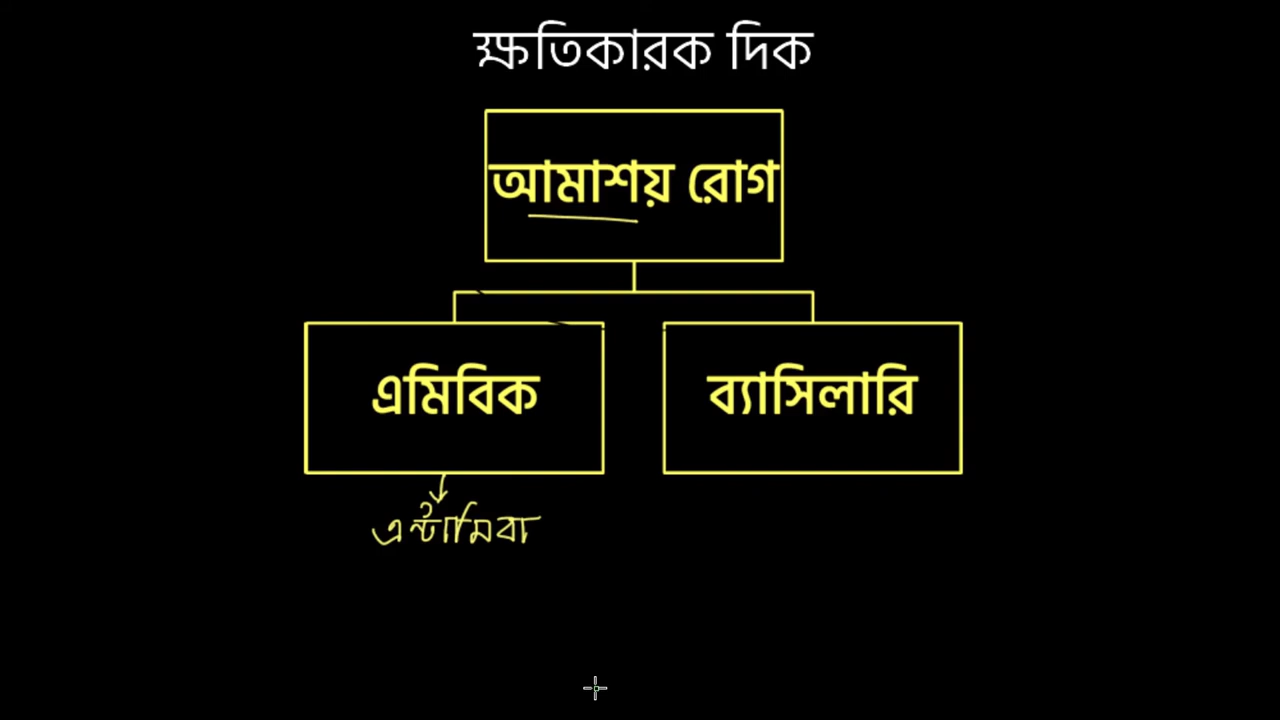 ক্ষতিকারক দিক
আমাশয় রোগ
এমিবিক
ব্যাসিলারি
এন্টামিবা